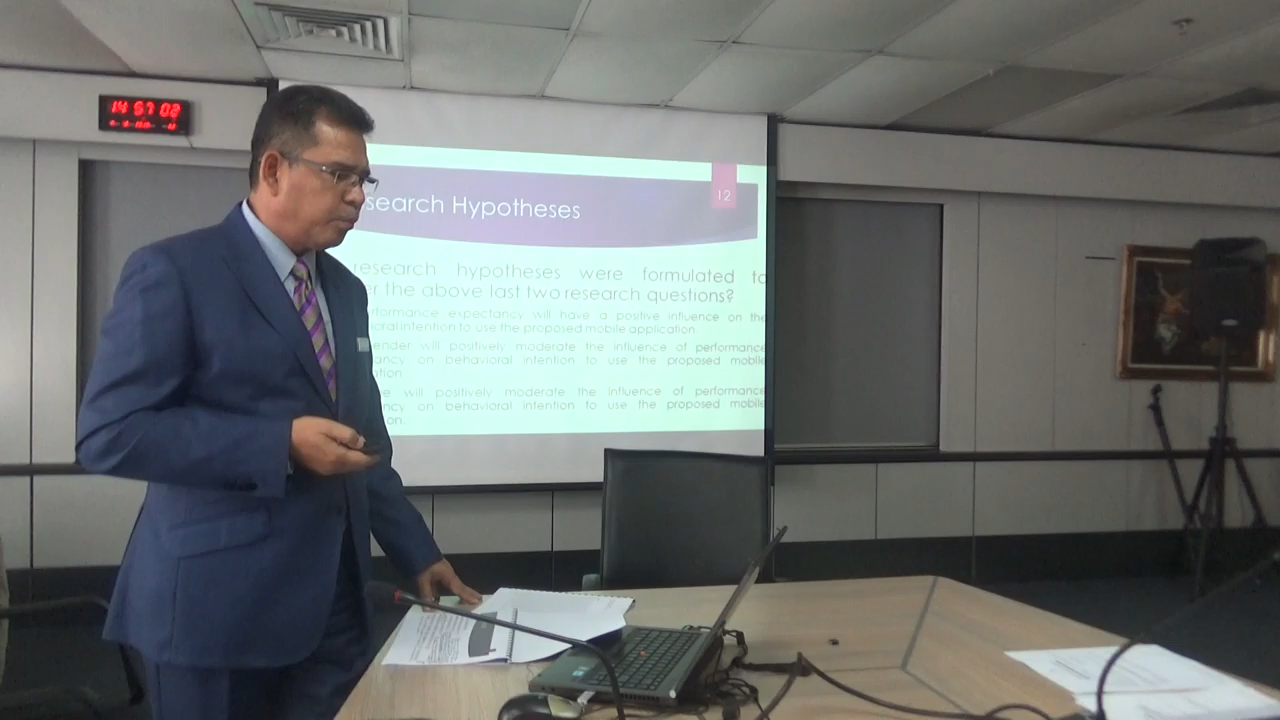 14 57 02
12
search Hypotheses
research hypotheses were formulated to
er the above last two research questions?
rformance expectancy will have a positive influence on the
ioral intention to use the proposed mobile application.
ender will positively moderate the influence of performance
ancy on behavioral intention to use the proposed mobile
ation.
e will positively moderate the influence of performance
ancy on behavioral intention to use the proposed mobile
on.